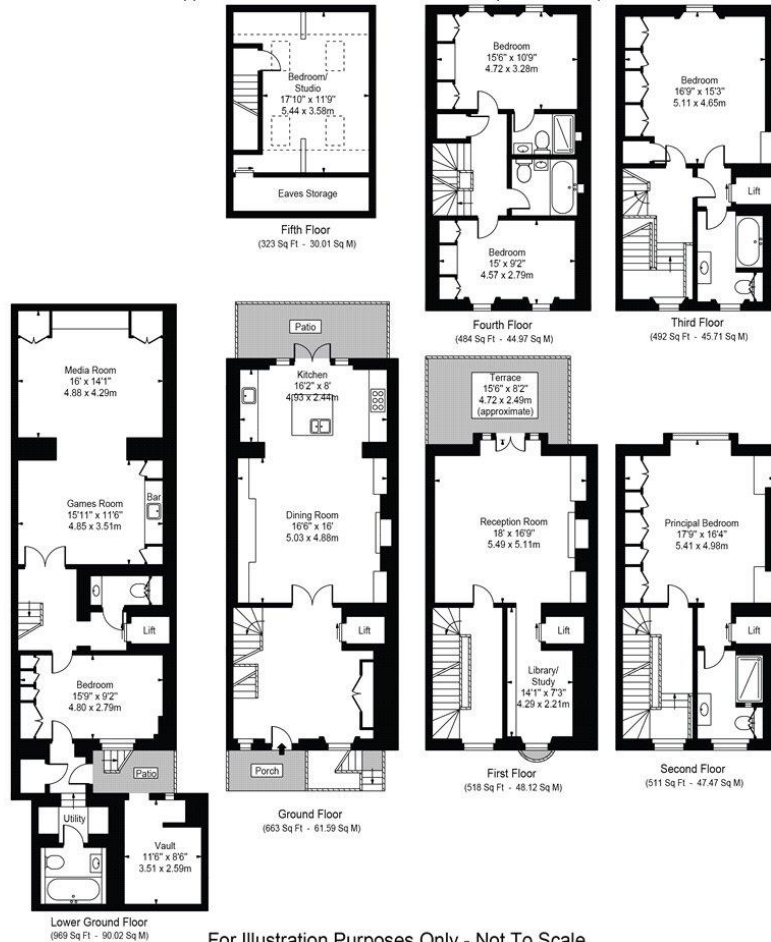 Bedroom/
Studio
17'10" x 11'9"
5.44 x 3.58m
Eaves Storage
Fifth Floor
(323 Sq Ft - 30.01 Sq M)
Bedroom
15'6" x 10'9"
4.72 x 3.28m
Bedroom
15' x 9'2"
4.57 x 2.79m
Fourth Floor
(484 Sq Ft - 44.97 Sq M)
Bedroom
16'9" x 15'3"
5.11 x 4.65m
Lift
Third Floor
(492 Sq Ft - 45.71 Sq M)
Media Room
16' x 14'1"
4.88 x 4.29m
Games Room
15'11" x 11'6"
4.85 x 3.51m
Bar
Lift
Bedroom
15'9" x 9'2"
4.80 x 2.79m
Patio
Utility
Vault
11'6" x 8'6"
3.51 x 2.59m
Lower Ground Floor
(969 Sq Ft - 90.02 Sq M)
Patio
Kitchen
16'2" x 8'
4.93 x 2.44m
Dining Room
16'6" x 16'
5.03 x 4.88m
Lift
Porch
Ground Floor
(663 Sq Ft - 61.59 Sq M)
Terrace
15'6" x 8'2"
4.72 x 2.49m
(approximate)
Reception Room
18' x 16'9"
5.49 x 5.11m
Lift
Library/
Study
14'1" x 7'3"
4.29 x 2.21m
First Floor
(518 Sq Ft - 48.12 Sq M)
Principal Bedroom
17'9" x 16'4"
5.41 x 4.98m
Lift
Second Floor
(511 Sq Ft - 47.47 Sq M)
For Illustration Purposes Only - Not To Scale